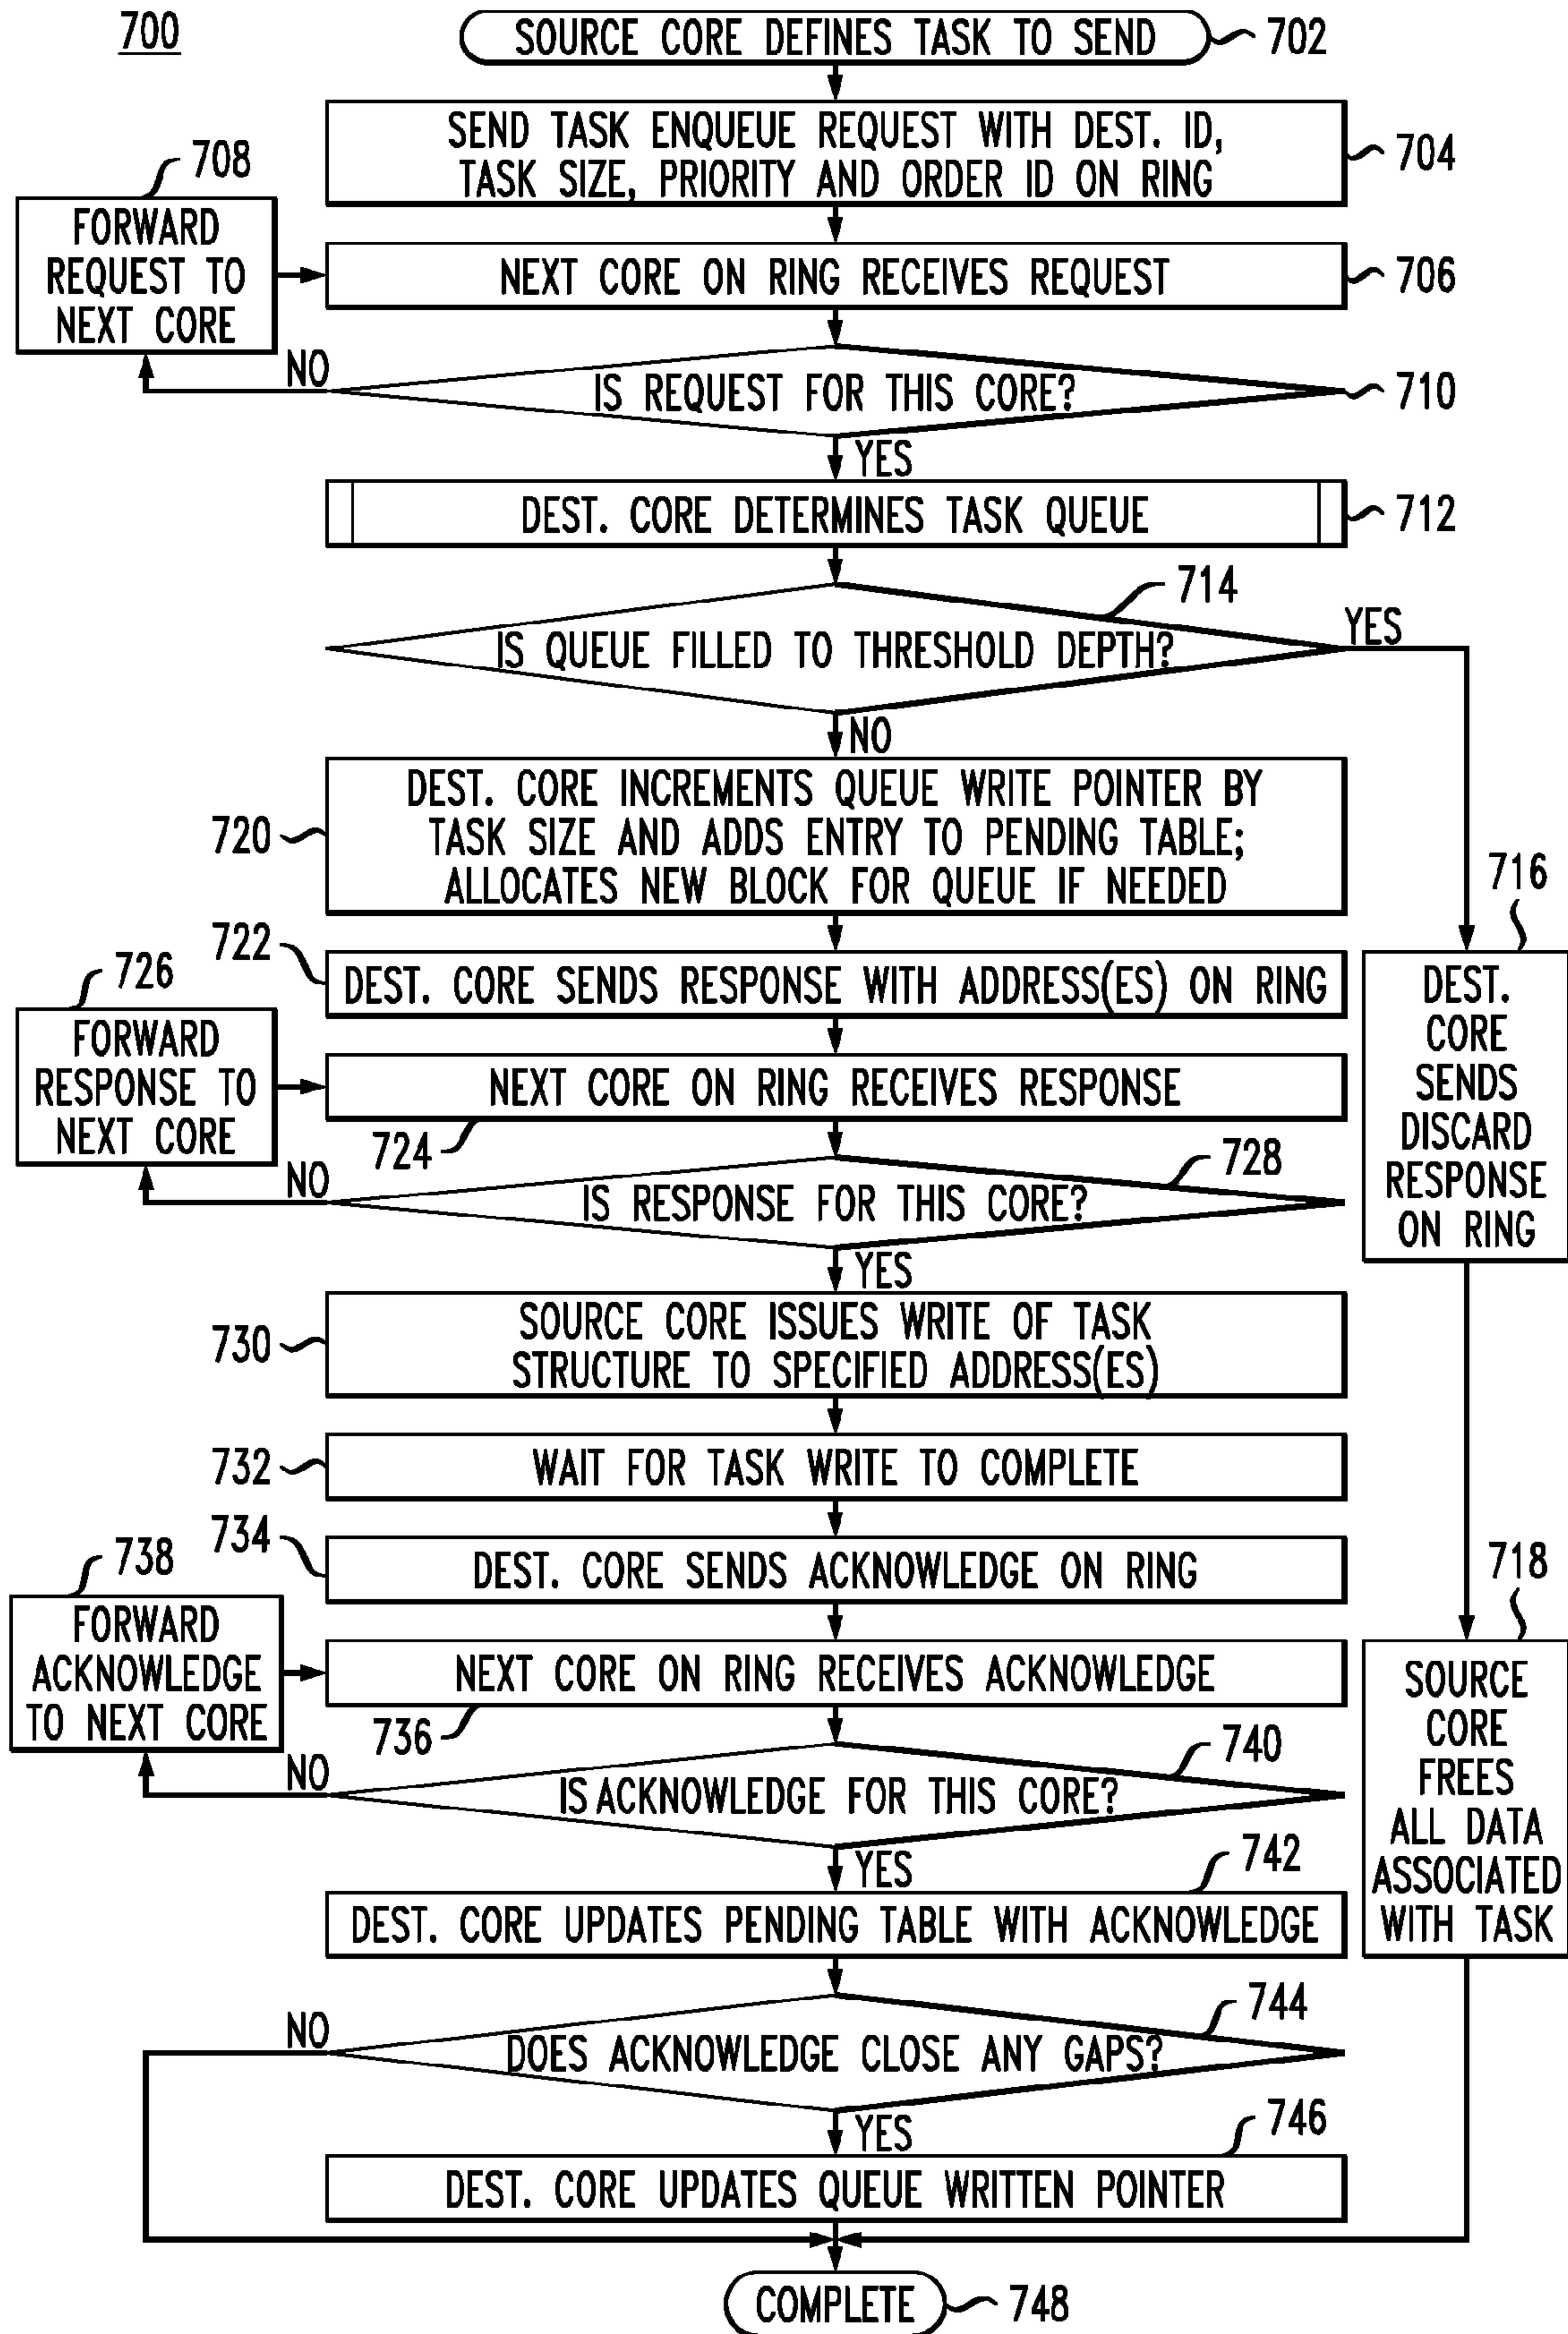 700
SOURCE CORE DEFINES TASK TO SEND
702
SEND TASK ENQUEUE REQUEST WITH DEST. ID,
TASK SIZE, PRIORITY AND ORDER ID ON RING
704
708
FORWARD
REQUEST TO
NEXT CORE
NEXT CORE ON RING RECEIVES REQUEST
706
NO
IS REQUEST FOR THIS CORE?
710
YES
DEST. CORE DETERMINES TASK QUEUE
712
714
IS QUEUE FILLED TO THRESHOLD DEPTH?
YES
NO
DEST. CORE INCREMENTS QUEUE WRITE POINTER BY
TASK SIZE AND ADDS ENTRY TO PENDING TABLE;
ALLOCATES NEW BLOCK FOR QUEUE IF NEEDED
720
716
DEST.
CORE
SENDS
DISCARD
RESPONSE
ON RING
722
DEST. CORE SENDS RESPONSE WITH ADDRESS(ES) ON RING
726
FORWARD
RESPONSE TO
NEXT CORE
NEXT CORE ON RING RECEIVES RESPONSE
724
728
NO
IS RESPONSE FOR THIS CORE?
YES
730
SOURCE CORE ISSUES WRITE OF TASK
STRUCTURE TO SPECIFIED ADDRESS(ES)
732
WAIT FOR TASK WRITE TO COMPLETE
734
DEST. CORE SENDS ACKNOWLEDGE ON RING
738
FORWARD
ACKNOWLEDGE
TO NEXT CORE
NEXT CORE ON RING RECEIVES ACKNOWLEDGE
736
718
SOURCE
CORE
FREES
ALL DATA
ASSOCIATED
WITH TASK
740
NO
IS ACKNOWLEDGE FOR THIS CORE?
YES
742
DEST. CORE UPDATES PENDING TABLE WITH ACKNOWLEDGE
744
NO
DOES ACKNOWLEDGE CLOSE ANY GAPS?
YES
746
DEST. CORE UPDATES QUEUE WRITTEN POINTER
COMPLETE
748